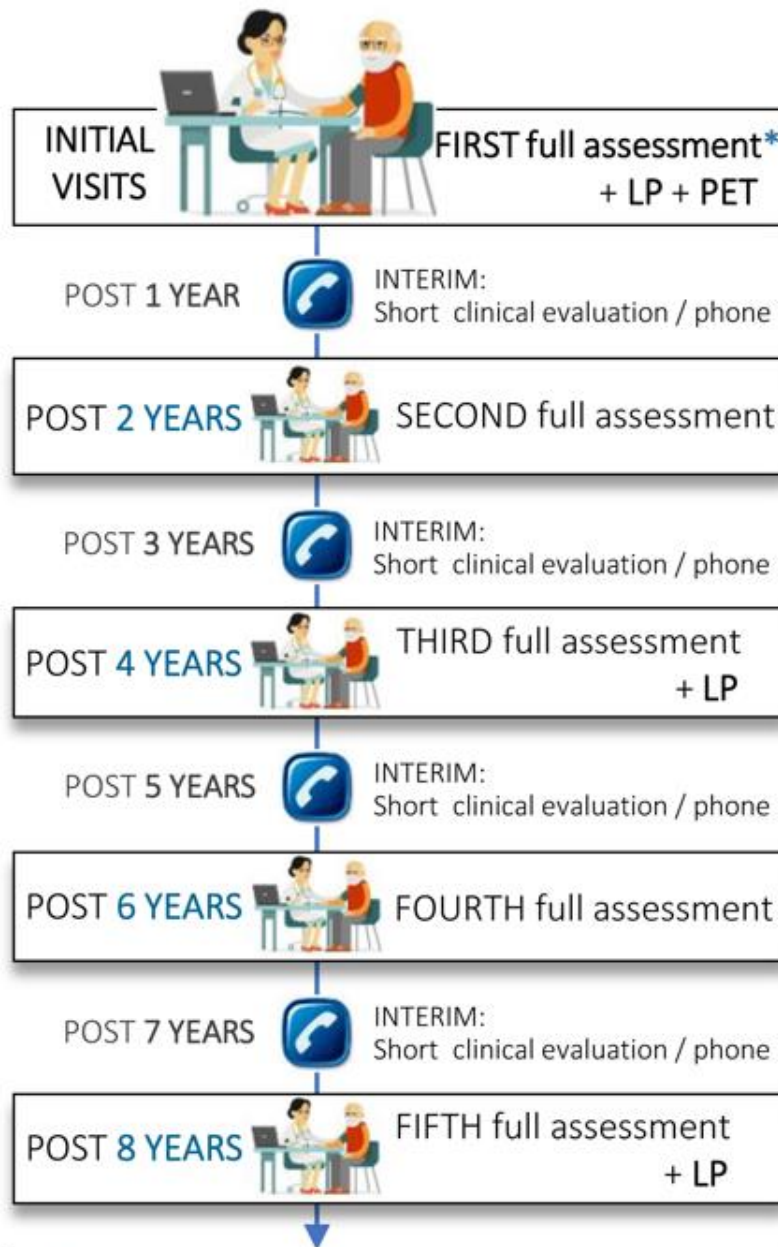 INITIAL
VISITS
FIRST full assessment*
+ LP + PET
POST 1 YEAR
INTERIM:
Short clinical evaluation / phone
POST 2 YEARS
SECOND full assessment
POST 3 YEARS
INTERIM:
Short clinical evaluation / phone
POST 4 YEARS
THIRD full assessment
+ LP
POST 5 YEARS
INTERIM:
Short clinical evaluation / phone
POST 6 YEARS
FOURTH full assessment
POST 7 YEARS
INTERIM:
Short clinical evaluation / phone
POST 8 YEARS
FIFTH full assessment
+ LP